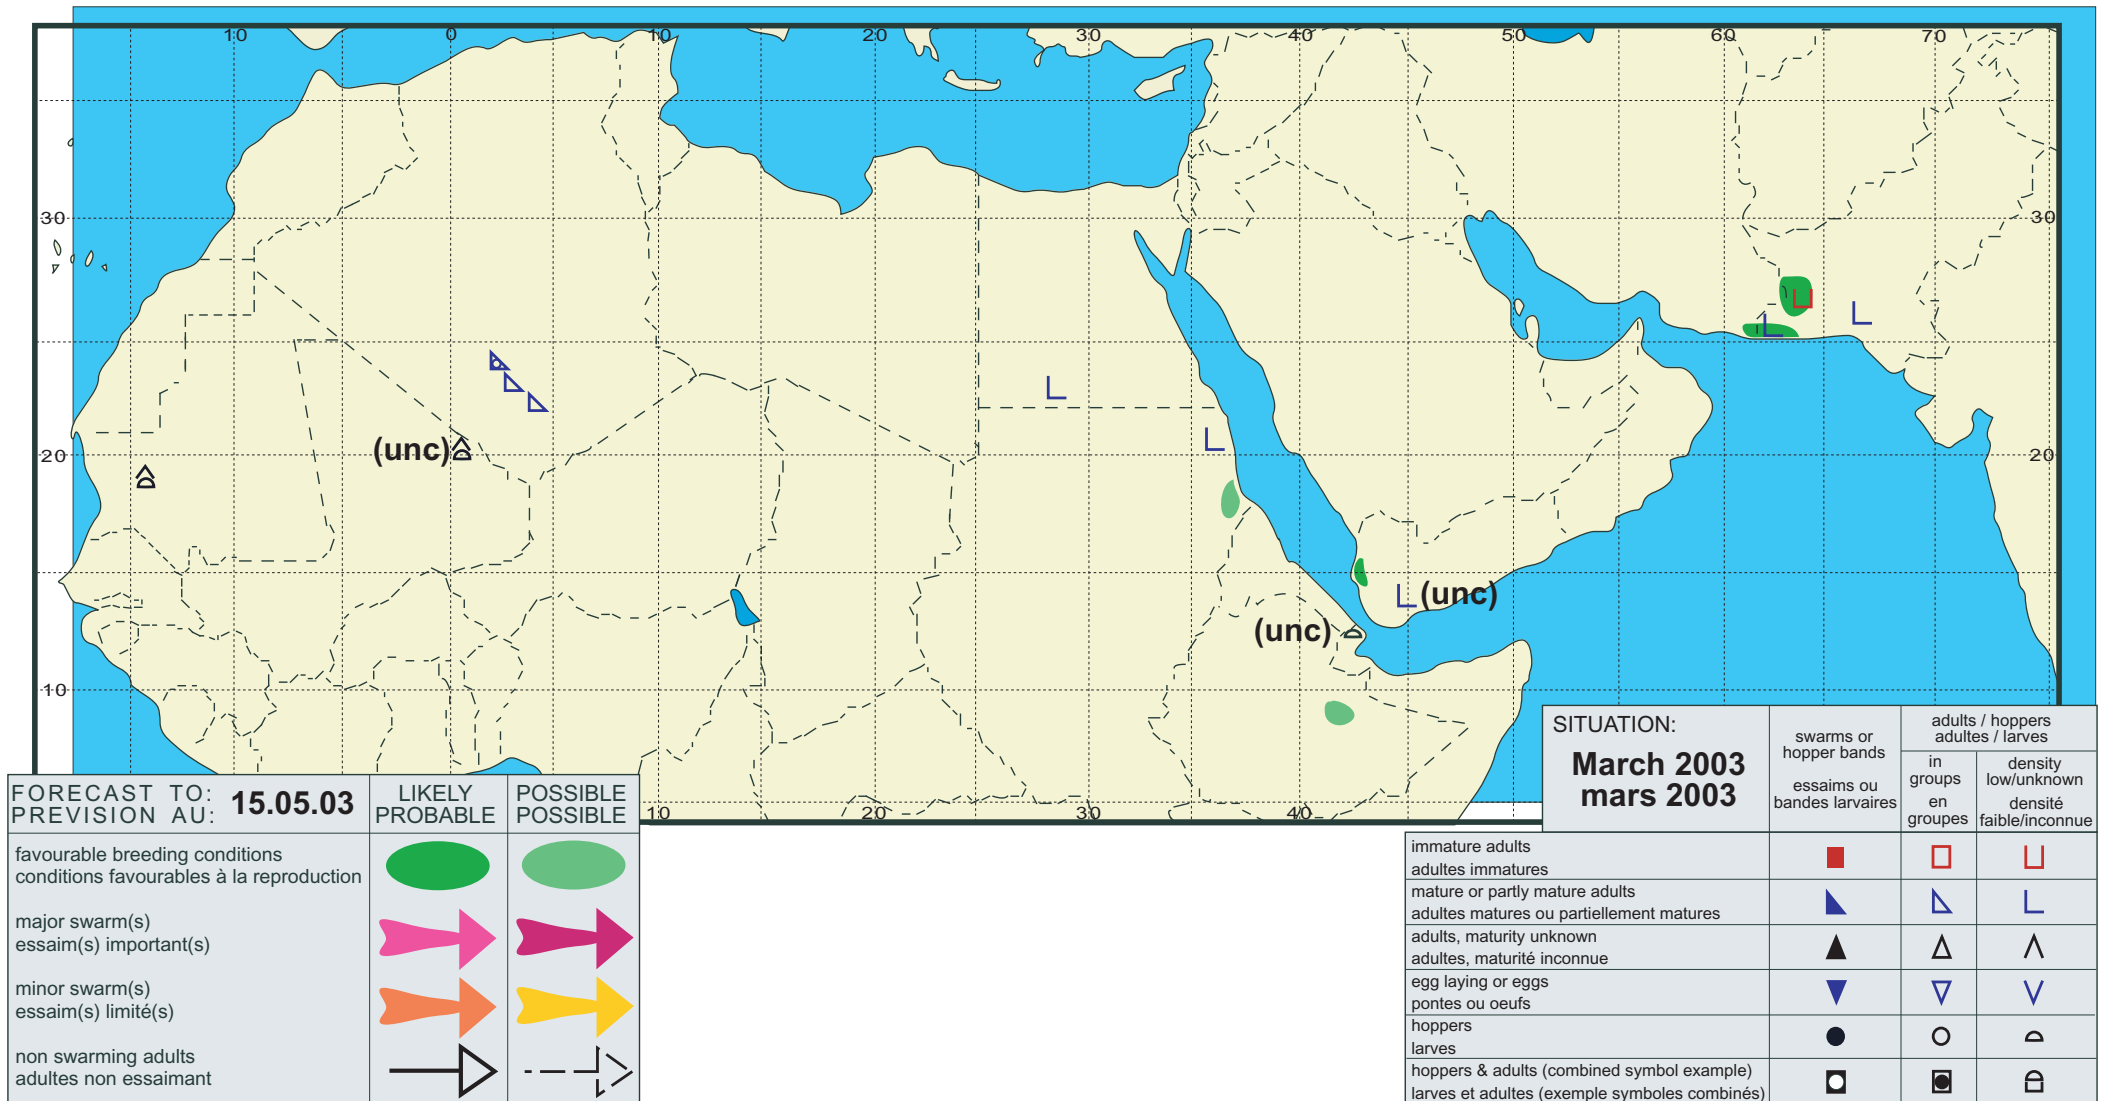 10 0 10 20 30 40 50 60 70
30 30
20 20
(unc)
(unc)
(unc)
10
10 20 30 40
SITUATION:
March 2003
mars 2003
swarms or
hopper bands
essaims ou
bandes larvaires
adults / hoppers
adultes / larves
in
groups
en
groupes
density
low/unknown
densité
faible/inconnue
immature adults
adultes immatures
mature or partly mature adults
adultes matures ou partiellement matures
adults, maturity unknown
adultes, maturité inconnue
egg laying or eggs
pontes ou oeufs
hoppers
larves
hoppers & adults (combined symbol example)
larves et adultes (exemple symboles combinés)
FORECAST TO:
PREVISION AU:
15.05.03
LIKELY
PROBABLE
POSSIBLE
POSSIBLE
favourable breeding conditions
conditions favourables à la reproduction
major swarm(s)
essaim(s) important(s)
minor swarm(s)
essaim(s) limité(s)
non swarming adults
adultes non essaimant